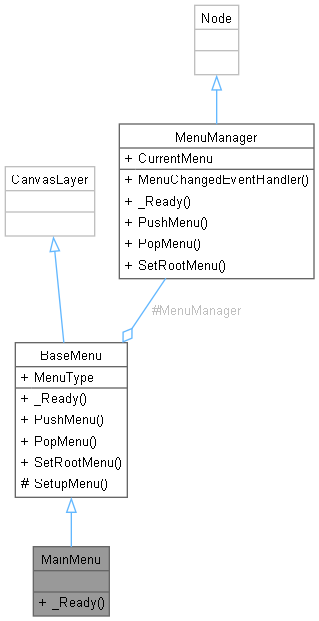 Node
MenuManager
+ CurrentMenu
+ MenuChangedEventHandler()
+ _Ready()
+ PushMenu()
+ PopMenu()
+ SetRootMenu()
CanvasLayer
#MenuManager
BaseMenu
+ MenuType
+ _Ready()
+ PushMenu()
+ PopMenu()
+ SetRootMenu()
# SetupMenu()
MainMenu
+ _Ready()